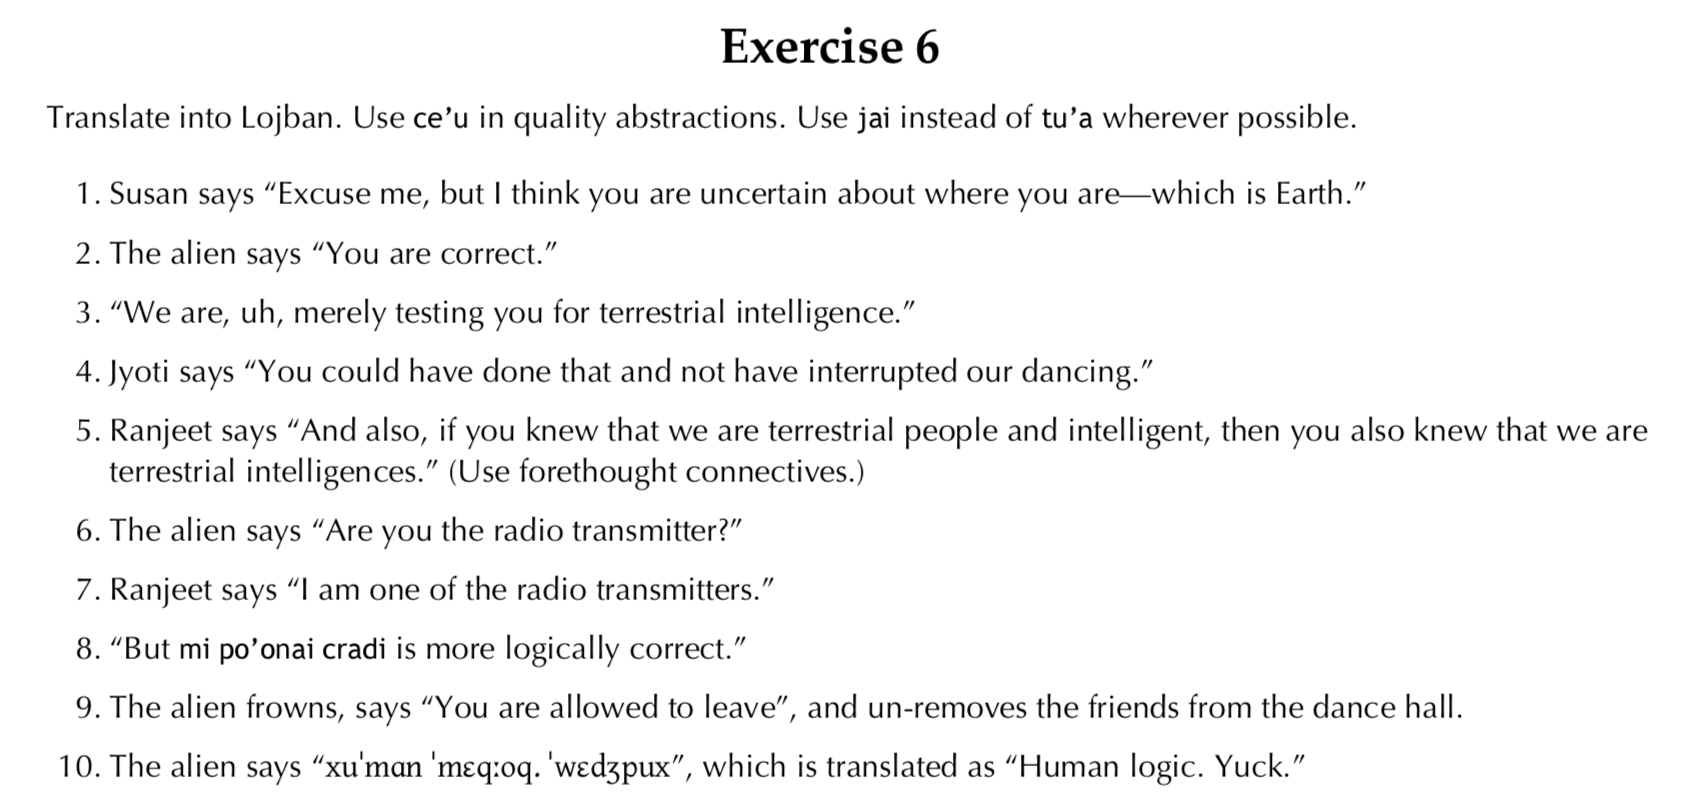 Exercise 6
Translate into Lojban. Use ce’u in quality abstractions. Use jai instead of tu’a wherever possible.
1. Susan says “Excuse me, but I think you are uncertain about where you are—which is Earth.”
2. The alien says “You are correct.”
3. “We are, uh, merely testing you for terrestrial intelligence.”
4. Jyoti says “You could have done that and not have interrupted our dancing.”
5. Ranjeet says “And also, if you knew that we are terrestrial people and intelligent, then you also knew that we are
terrestrial intelligences.” (Use forethought connectives.)
6. The alien says “Are you the radio transmitter?”
7. Ranjeet says “I am one of the radio transmitters.”
8. “But mi po’onai cradi is more logically correct.”
9. The alien frowns, says “You are allowed to leave”, and un-removes the friends from the dance hall.
10. The alien says “xuˈmɑn ˈmɛqːoq. ˈwɛdʒpux”, which is translated as “Human logic. Yuck.”